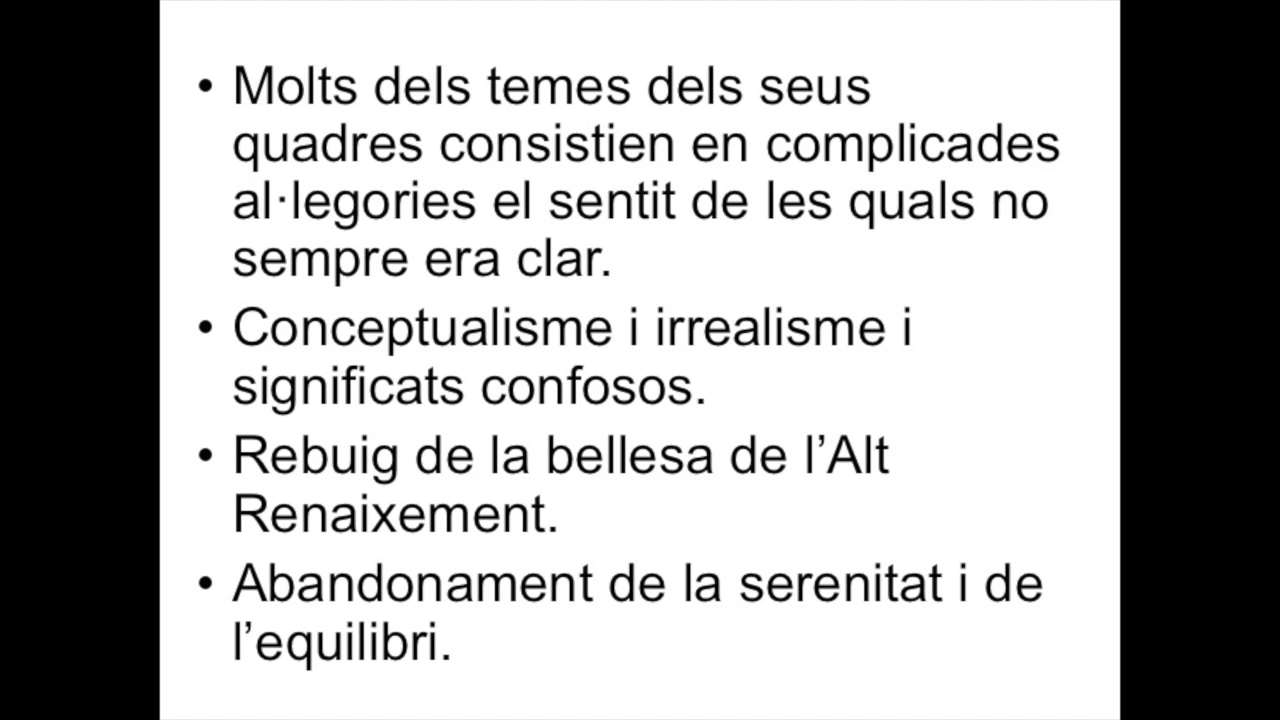 • Molts dels temes dels seus
quadres consistien en complicades
al·legories el sentit de les quals no
sempre era clar.
• Conceptualisme i irrealisme i
significats confosos.
• Rebuig de la bellesa de l’Alt
Renaixement.
• Abandonament de la serenitat i de
l’equilibri.